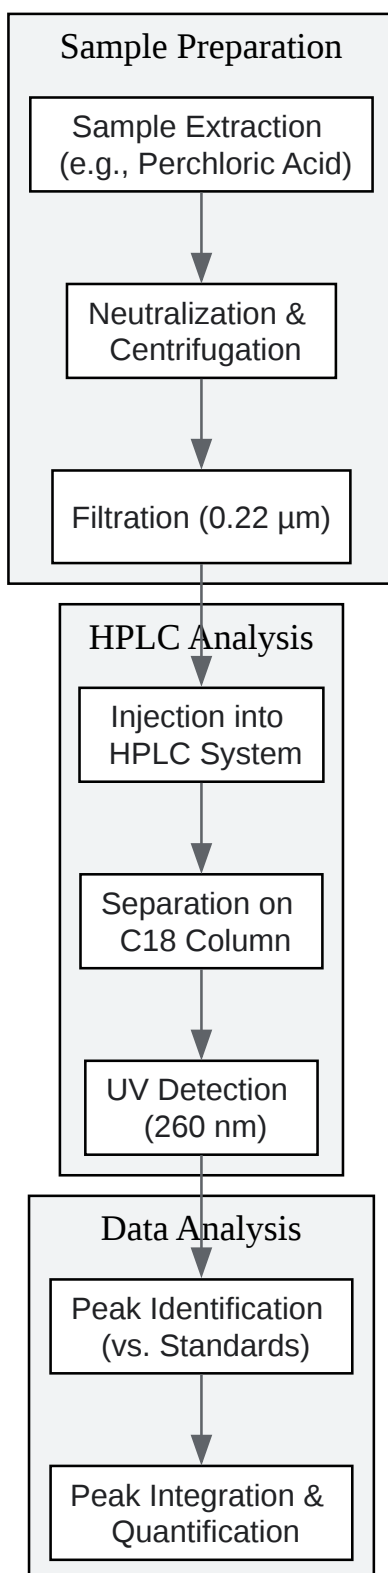 Sample Preparation
Sample Extraction
(e.g., Perchloric Acid)
Neutralization &
Centrifugation
Filtration (0.22 µm)
HPLC Analysis
Injection into
HPLC System
Separation on
C18 Column
UV Detection
(260 nm)
Data Analysis
Peak Identification
(vs. Standards)
Peak Integration &
Quantification